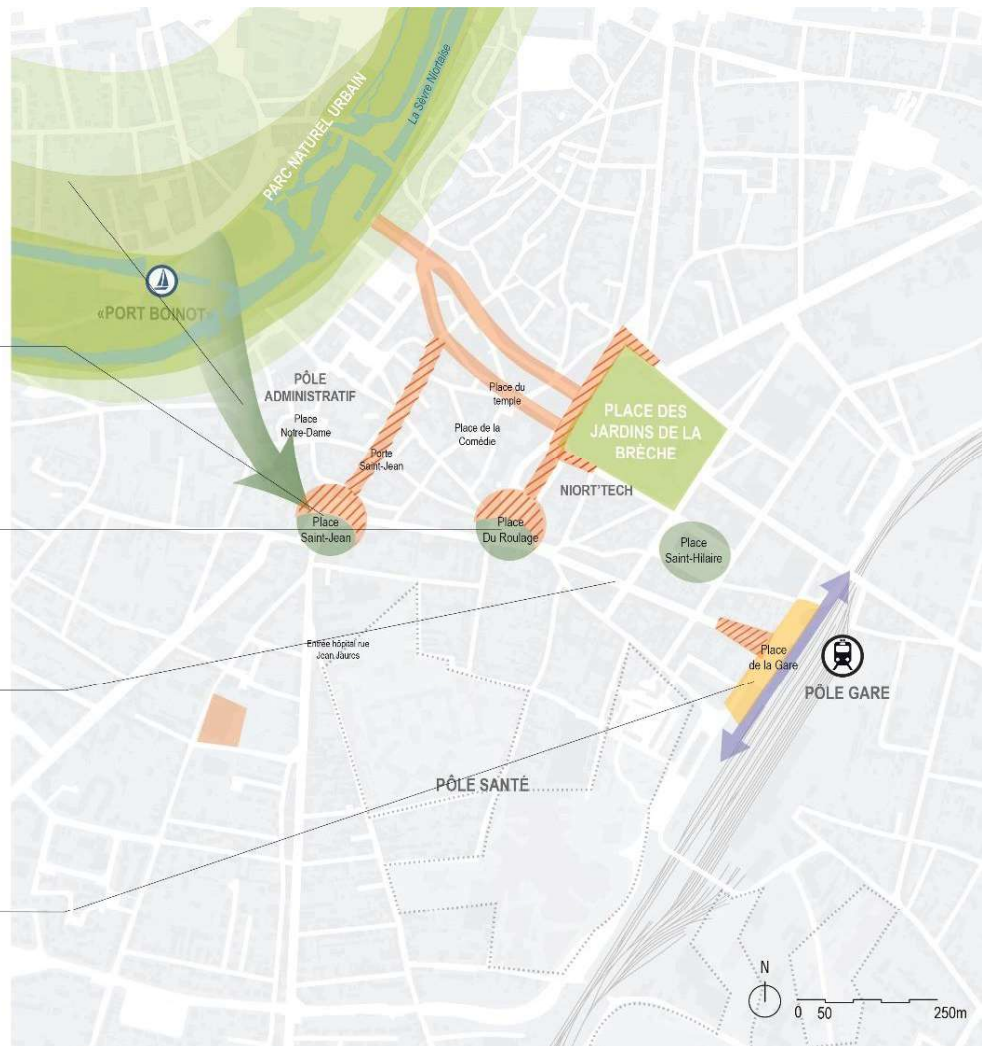 La Sèvre Niortaise
PARC NATUREL URBAIN
«PORT BOINOT»
PÔLE
ADMINISTRATIF
Place
Notre-Dame
Place du
temple
Place de la
Comédie
PLACE DES
JARDINS DE LA
BRÈCHE
Porte
Saint-Jean
NIORT'TECH
Place
Saint-Jean
Place
Du Roulage
Place
Saint-Hilaire
Entrée hôpital rue
Jean Jaures
Place
de la Gare
PÔLE GARE
PÔLE SANTÉ
N
0 50 250m